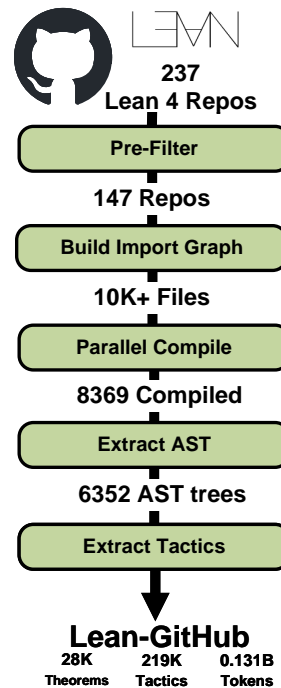 LEAN
237
Lean 4 Repos
Pre-Filter
147 Repos
Build Import Graph
10K+ Files
Parallel Compile
8369 Compiled
Extract AST
6352 AST trees
Extract Tactics
Lean-GitHub
28K 219K 0.131B
Theorems Tactics Tokens